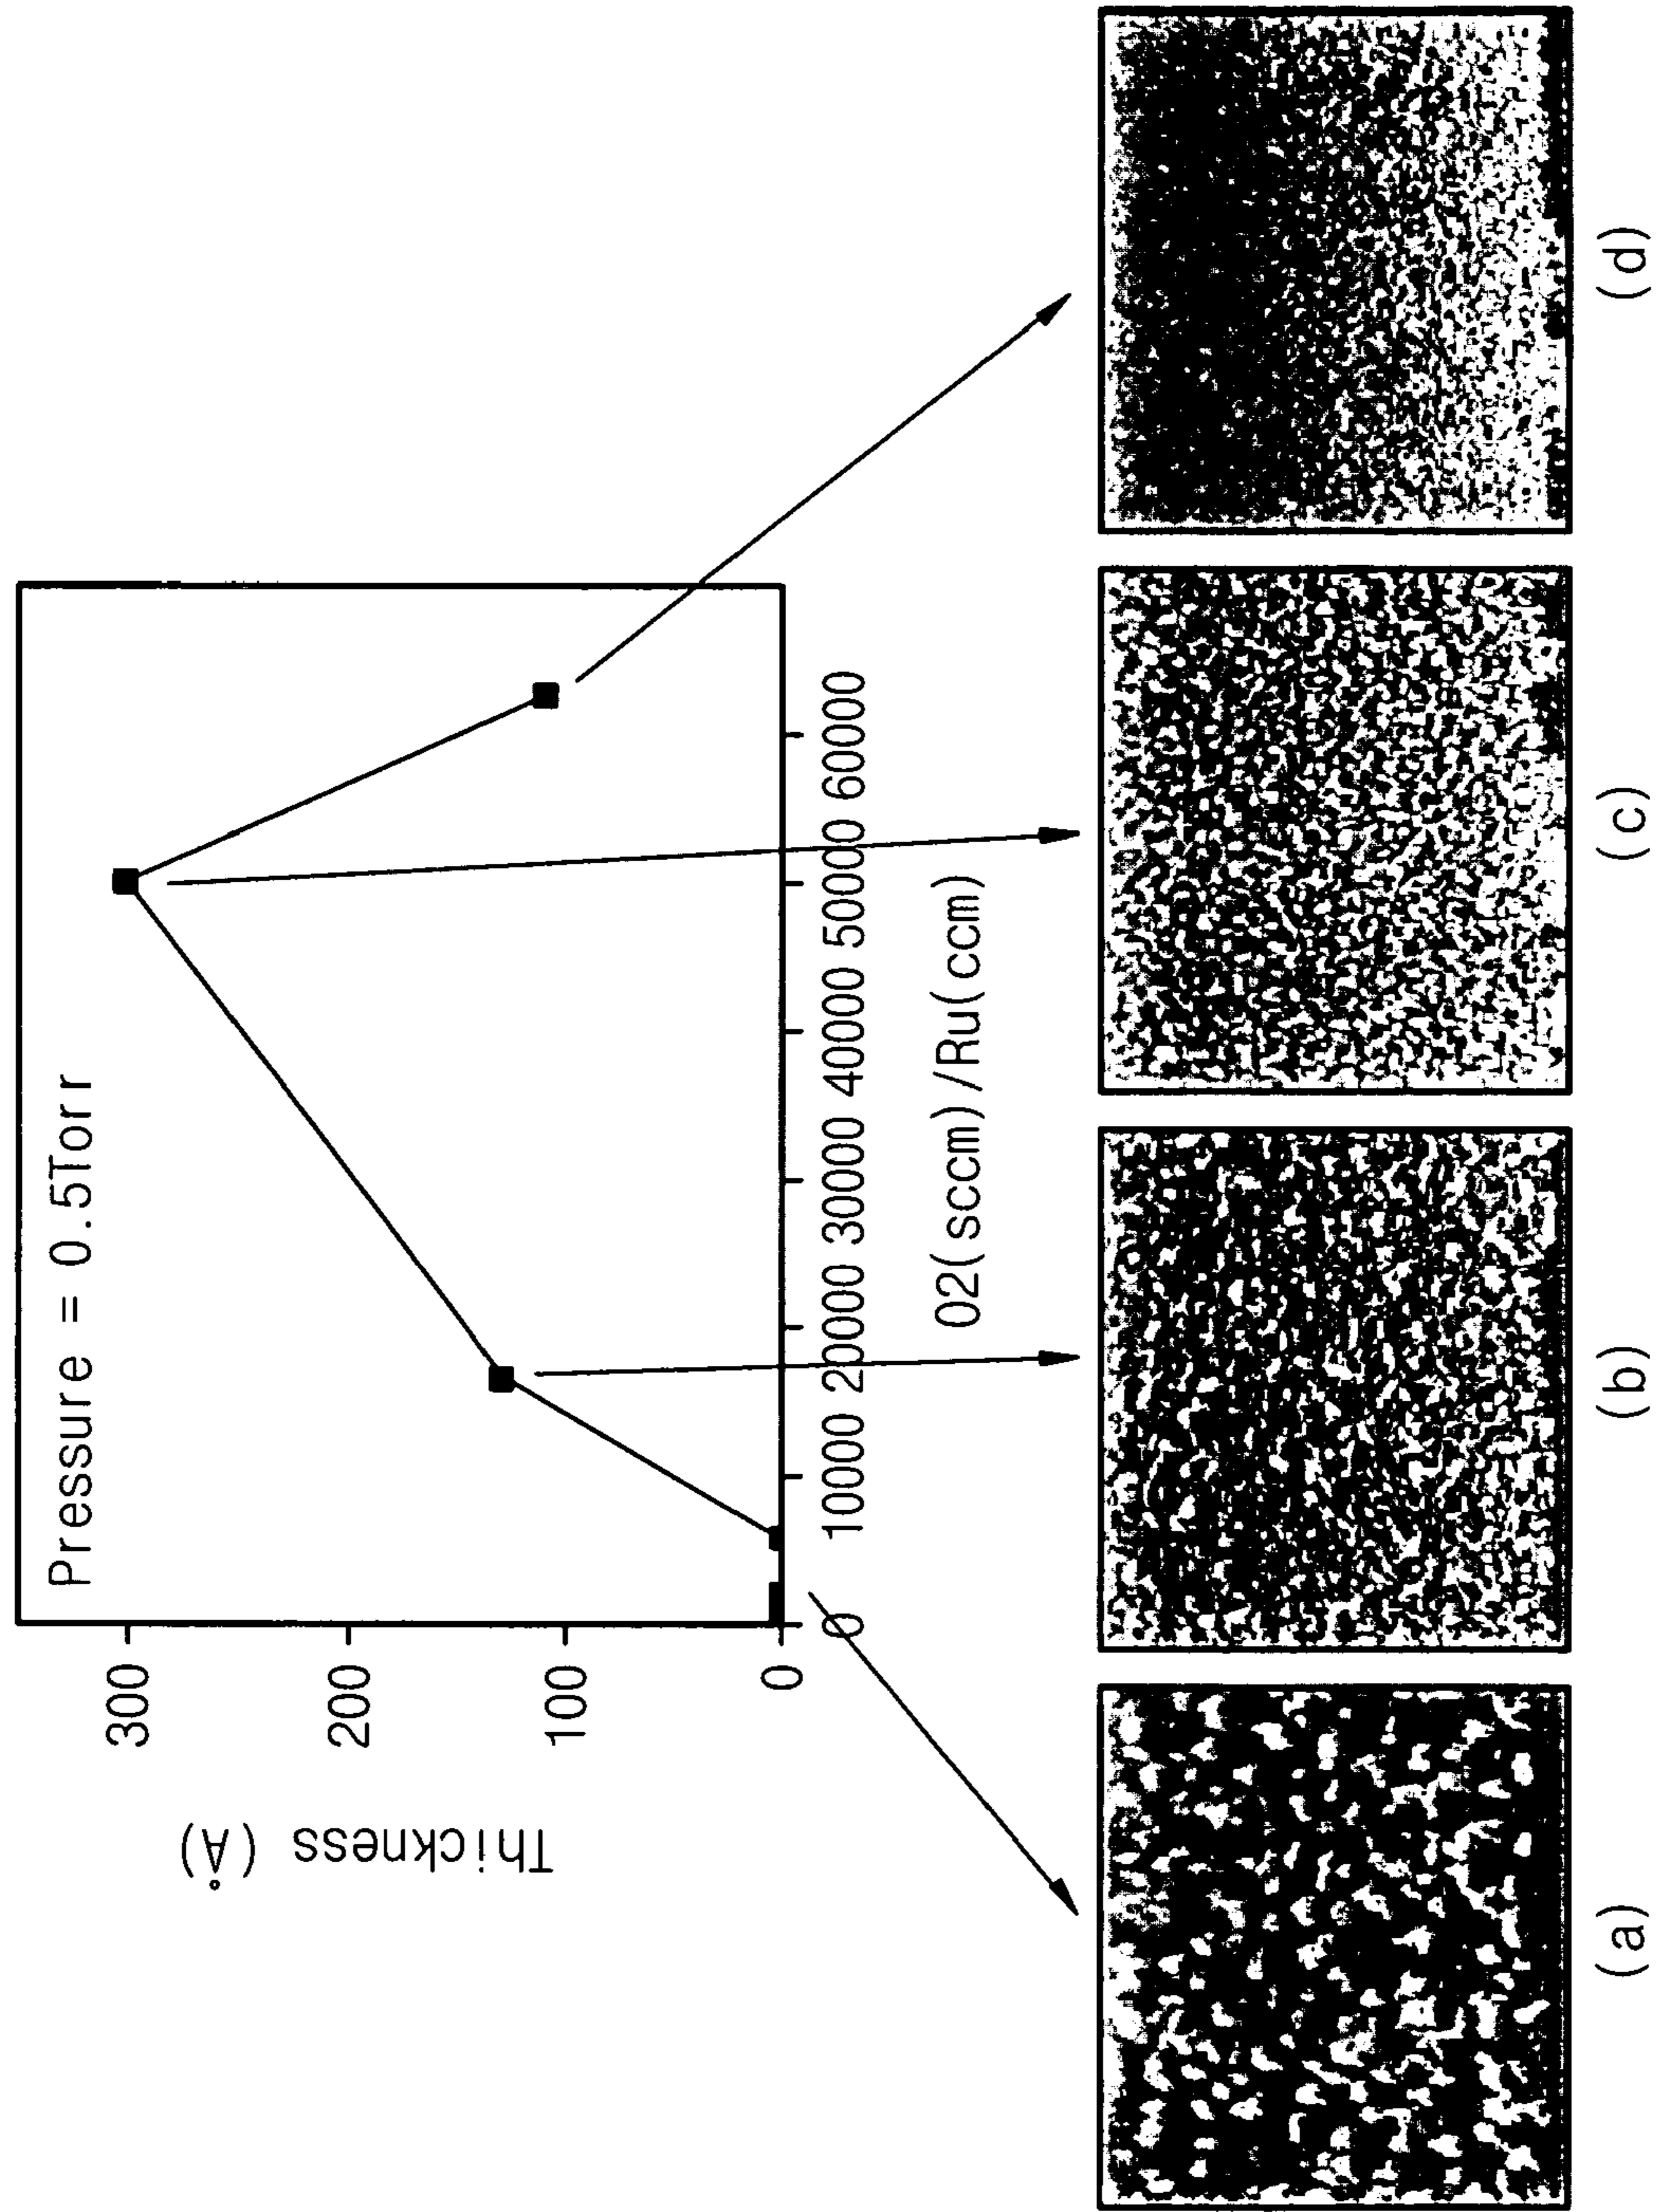 Pressure = 0.5Torr
Thickness (Å)
300
200
100
0
0 10000 20000 30000 40000 50000 60000
O2(sccm)/Ru(ccm)
(a) (b) (c) (d)